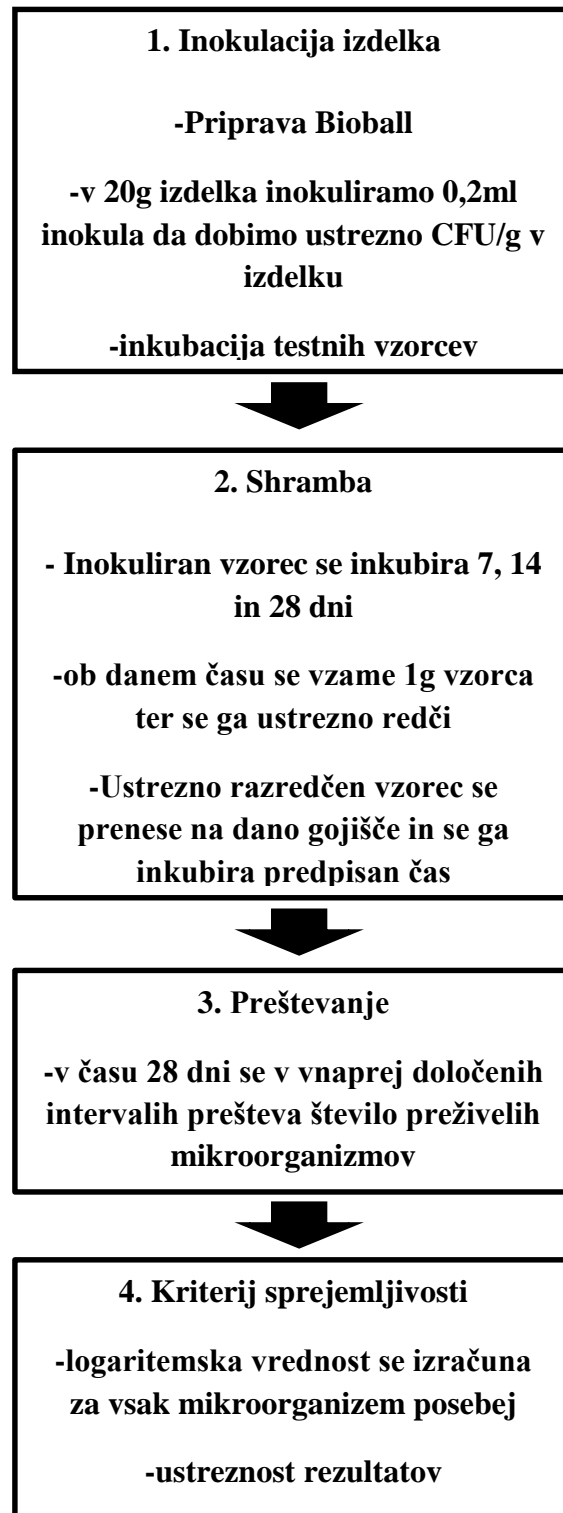 1. Inokulacija izdelka
-Priprava Bioball
-v 20g izdelka inokuliramo 0,2ml
inokula da dobimo ustrezno CFU/g v
izdelku
-inkubacija testnih vzorcev
2. Shramba
- Inokuliran vzorec se inkubira 7, 14
in 28 dni
-ob danem času se vzame 1g vzorca
ter se ga ustrezno redči
-Ustrezno razredčen vzorec se
prenese na dano gojišče in se ga
inkubira predpisan čas
3. Preštevanje
-v času 28 dni se v vnaprej določenih
intervalih prešteva število preživelih
mikroorganizmov
4. Kriterij sprejemljivosti
-logaritemska vrednost se izračuna
za vsak mikroorganizem posebej
-ustreznost rezultatov